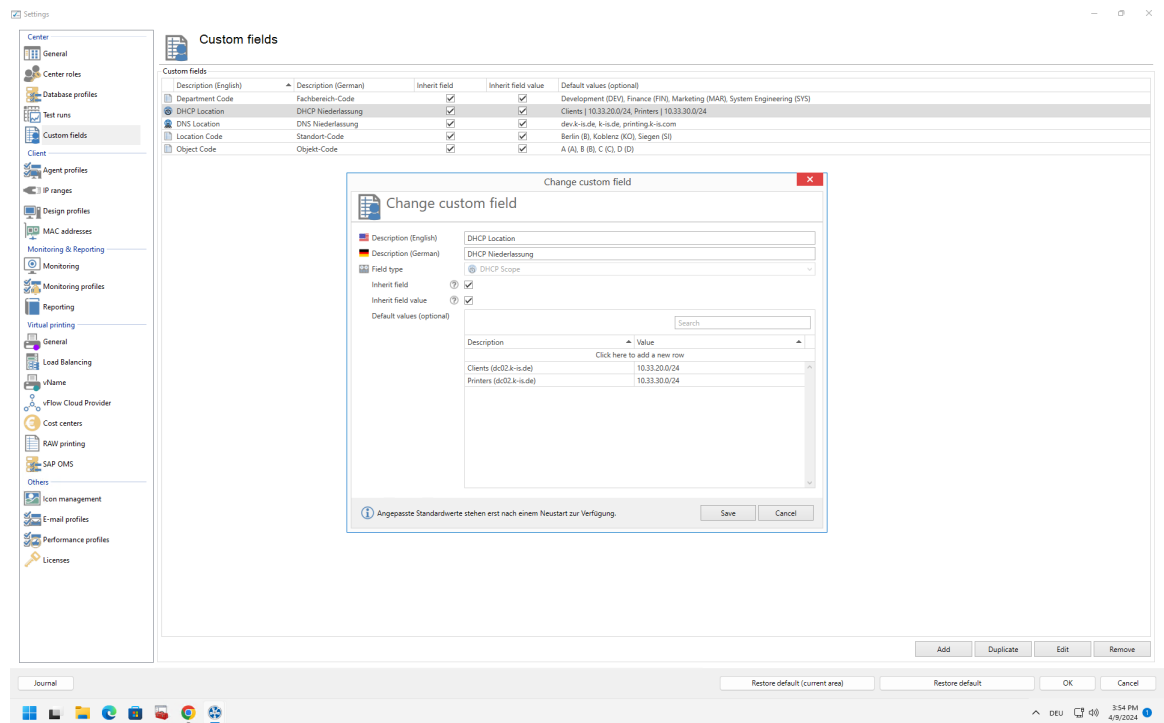 Settings
Center
General
Center roles
Database profiles
Test runs
Custom fields
Client
Agent profiles
IP ranges
Design profiles
MAC addresses
Monitoring & Reporting
Monitoring
Monitoring profiles
Reporting
Virtual printing
General
Load Balancing
vName
vFlow Cloud Provider
Cost centers
RAW printing
SAP OMS
Others
Icon management
E-mail profiles
Performance profiles
Licenses
Custom fields
Custom fields
Description (English) Description (German) Inherit field Inherit field value Default values (optional)
Department Code Fachbereich-Code Development (DEV), Finance (FIN), Marketing (MAR), System Engineering (SYS)
DHCP Location DHCP Niederlassung Clients | 10.33.20.0/24, Printers | 10.33.30.0/24
DNS Location DNS Niederlassung dev.k-is.de, k-is.de, printing.k-is.com
Location Code Standort-Code Berlin (B), Koblenz (KO), Siegen (SI)
Object Code Objekt-Code A (A), B (B), C (C), D (D)
Change custom field
Change custom field
Description (English) DHCP Location
Description (German) DHCP Niederlassung
Field type DHCP Scope
Inherit field ?
Inherit field value ?
Default values (optional)
Search
Description Value
Click here to add a new row
Clients (dc02.k-is.de) 10.33.20.0/24
Printers (dc02.k-is.de) 10.33.30.0/24
Angepasste Standardwerte stehen erst nach einem Neustart zur Verfügung.
Save Cancel
Add Duplicate Edit Remove
Journal Restore default (current area) Restore default OK Cancel
DEU 3:54 PM
4/9/2024 1